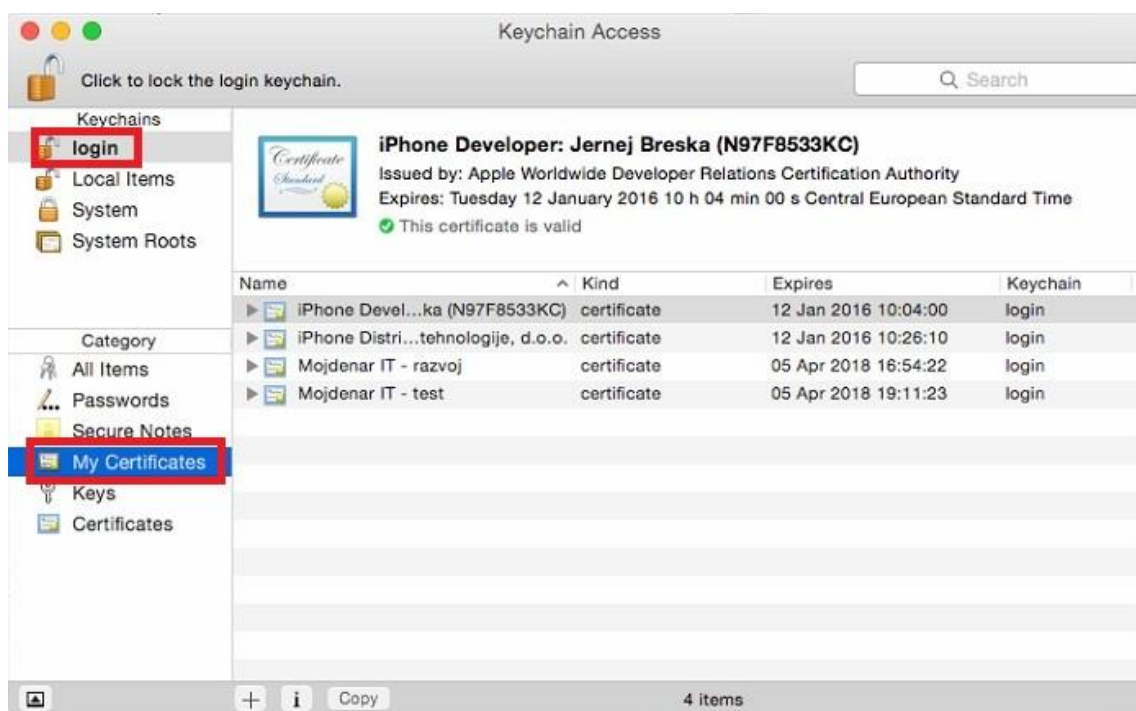 Keychain Access
Click to lock the login keychain.
Search
Keychains
login
Local Items
System
System Roots
Certificate
Standard
iPhone Developer: Jernej Breska (N97F8533KC)
Issued by: Apple Worldwide Developer Relations Certification Authority
Expires: Tuesday 12 January 2016 10 h 04 min 00 s Central European Standard Time
This certificate is valid
Name Kind Expires Keychain
iPhone Devel...ka (N97F8533KC) certificate 12 Jan 2016 10:04:00 login
iPhone Distri...tehnologije, d.o.o. certificate 12 Jan 2016 10:26:10 login
Mojdenar IT - razvoj certificate 05 Apr 2018 16:54:22 login
Mojdenar IT - test certificate 05 Apr 2018 19:11:23 login
Category
All Items
Passwords
Secure Notes
My Certificates
Keys
Certificates
+ i Copy 4 items